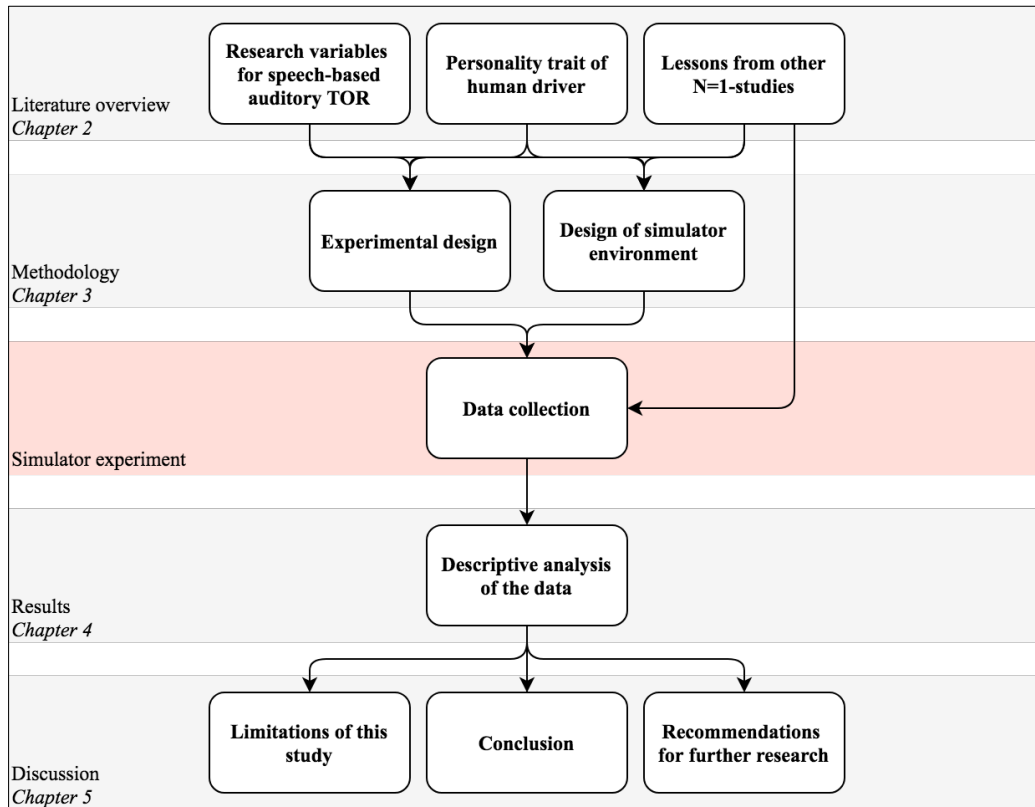 Research variables
for speech-based
auditory TOR
Personality trait of
human driver
Lessons from other
N=1-studies
Literature overview
Chapter 2
Experimental design
Design of simulator
environment
Methodology
Chapter 3
Data collection
Simulator experiment
Descriptive analysis
of the data
Results
Chapter 4
Limitations of this
study
Conclusion
Recommendations
for further research
Discussion
Chapter 5